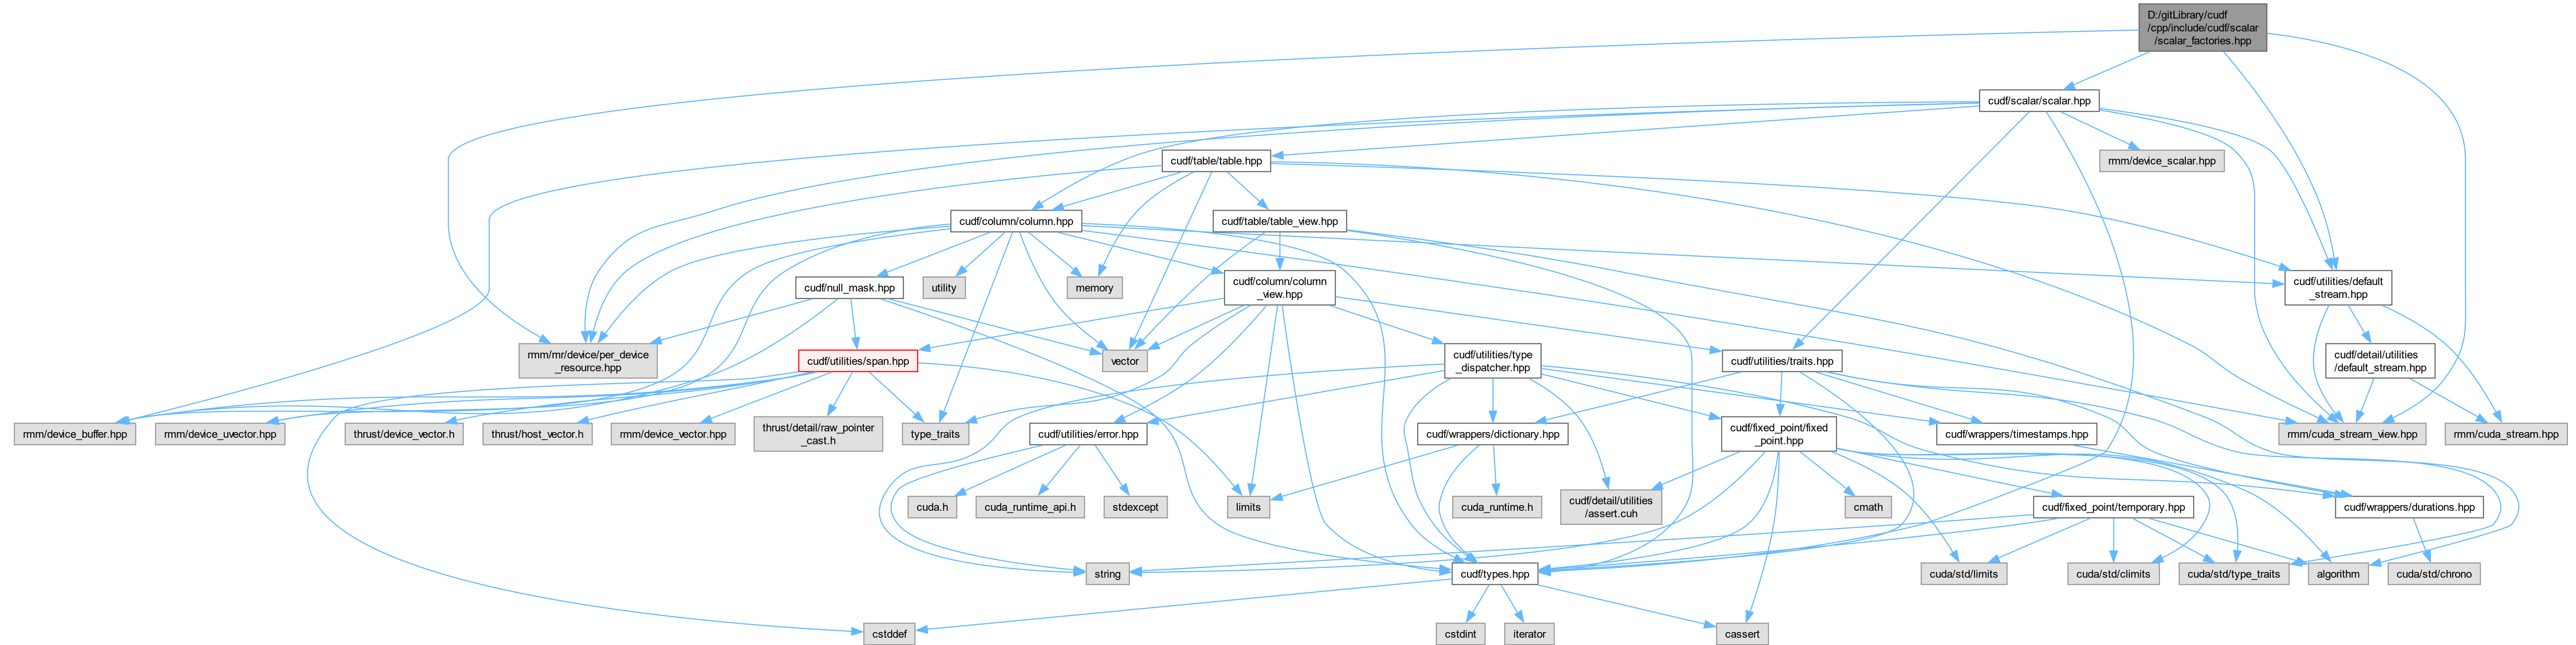 D:/gitLibrary/cudf
/cpp/include/cudf/scalar
/scalar_factories.hpp
cudf/scalar/scalar.hpp
cudf/table/table.hpp
rmm/device_scalar.hpp
cudf/column/column.hpp
cudf/table/table_view.hpp
cudf/null_mask.hpp
utility
memory
cudf/column/column
_view.hpp
cudf/utilities/default
_stream.hpp
rmm/mr/device/per_device
_resource.hpp
cudf/utilities/span.hpp
vector
cudf/utilities/type
_dispatcher.hpp
cudf/utilities/traits.hpp
cudf/detail/utilities
/default_stream.hpp
rmm/device_buffer.hpp
rmm/device_uvector.hpp
thrust/device_vector.h
thrust/host_vector.h
rmm/device_vector.hpp
thrust/detail/raw_pointer
_cast.h
type_traits
cudf/utilities/error.hpp
cudf/wrappers/dictionary.hpp
cudf/fixed_point/fixed
_point.hpp
cudf/wrappers/timestamps.hpp
rmm/cuda_stream_view.hpp
rmm/cuda_stream.hpp
cuda.h
cuda_runtime_api.h
stdexcept
limits
cuda_runtime.h
cudf/detail/utilities
/assert.cuh
cmath
cudf/fixed_point/temporary.hpp
cudf/wrappers/durations.hpp
string
cudf/types.hpp
cuda/std/limits
cuda/std/climits
cuda/std/type_traits
algorithm
cuda/std/chrono
cstddef
cstdint
iterator
cassert